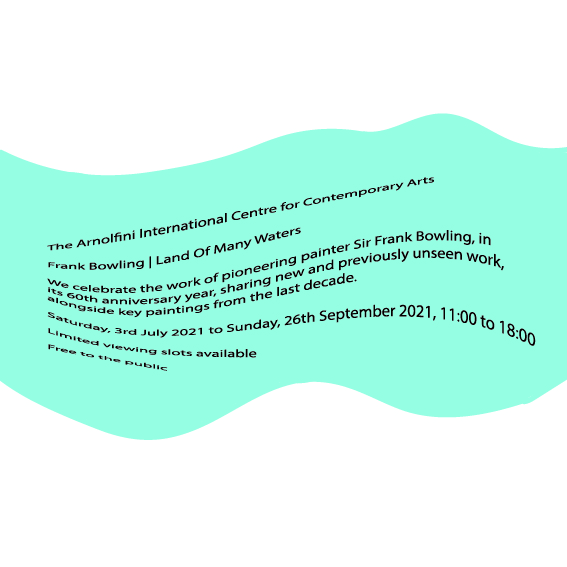 The Arnolfini International Centre for Contemporary Arts
Frank Bowling | Land Of Many Waters
We celebrate the work of pioneering painter Sir Frank Bowling, in
its 60th anniversary year, sharing new and previously unseen work,
alongside key paintings from the last decade.
Saturday, 3rd July 2021 to Sunday, 26th September 2021, 11:00 to 18:00
Limited viewing slots available
Free to the public